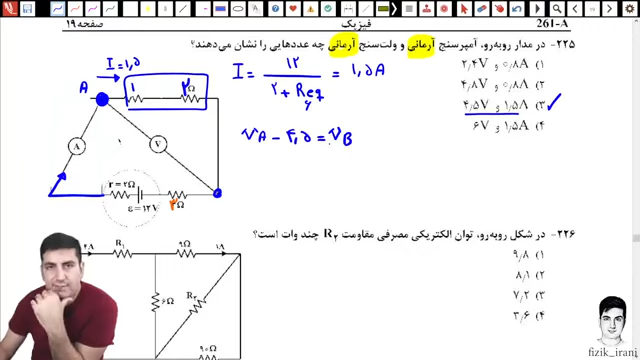 صفحه ۱۹
فیزیک
261-A
۲۲۵- در مدار روبه‌رو، آمپرسنج آرمانی و ولت‌سنج آرمانی چه عددهایی را نشان می‌دهند؟
۱) ۰٫۸A و ۲٫۴V
۲) ۰٫۸A و ۴٫۸V
۳) ۱٫۵A و ۴٫۵V
۴) ۱٫۵A و ۶V
I=۱٫۵
A
۱
۳Ω
I = ۱۲ / ۲ + Req = ۱٫۵A
۶
VA - ۴٫۵ = VB
A
V
r=۲Ω
ε=۱۲V
۳Ω
۲۲۶- در شکل روبه‌رو، توان الکتریکی مصرفی مقاومت R۲ چند وات است؟
۱) ۹٫۸
۲) ۸٫۱
۳) ۷٫۲
۴) ۳٫۶
R۱
۹Ω
۱A
۶Ω
R۲
۹۰Ω
fizik_irani